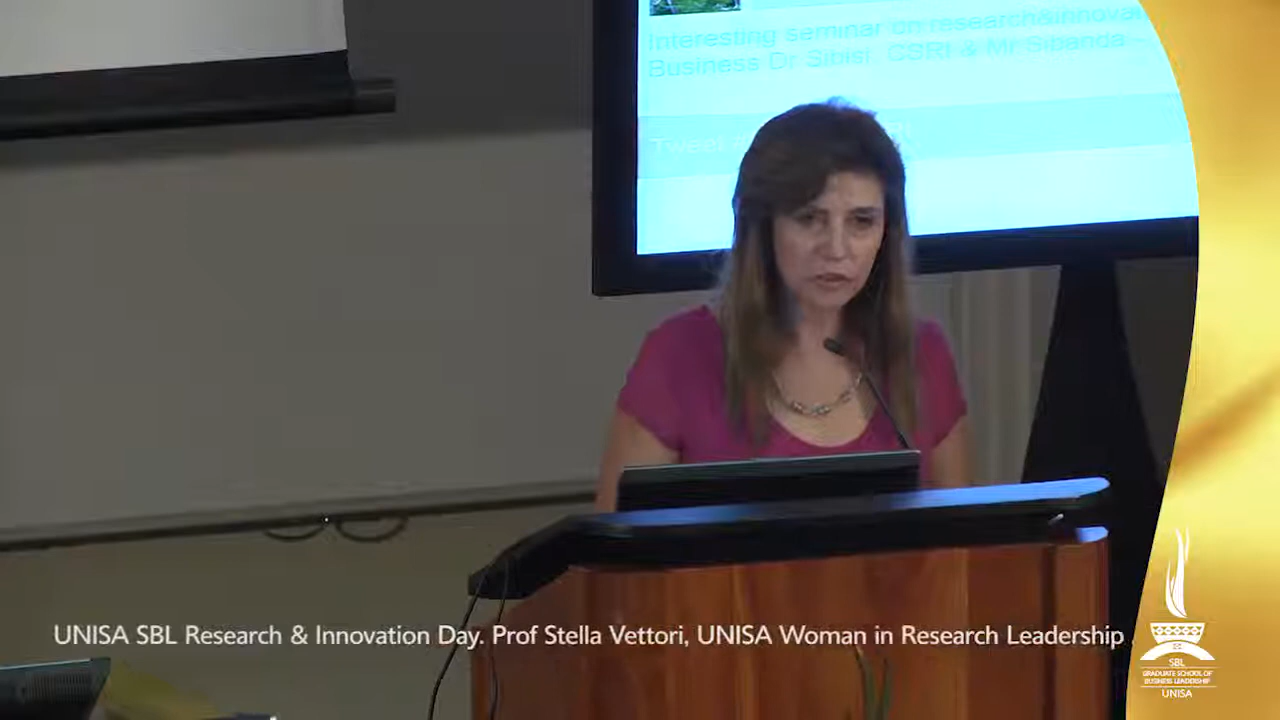 Interesting seminar on research&innova
Business Dr Sibisi, CSRI & Mr Sibanda
Tweet
UNISA SBL Research & Innovation Day. Prof Stella Vettori, UNISA Woman in Research Leadership
SBL
GRADUATE SCHOOL OF
BUSINESS LEADERSHIP
UNISA